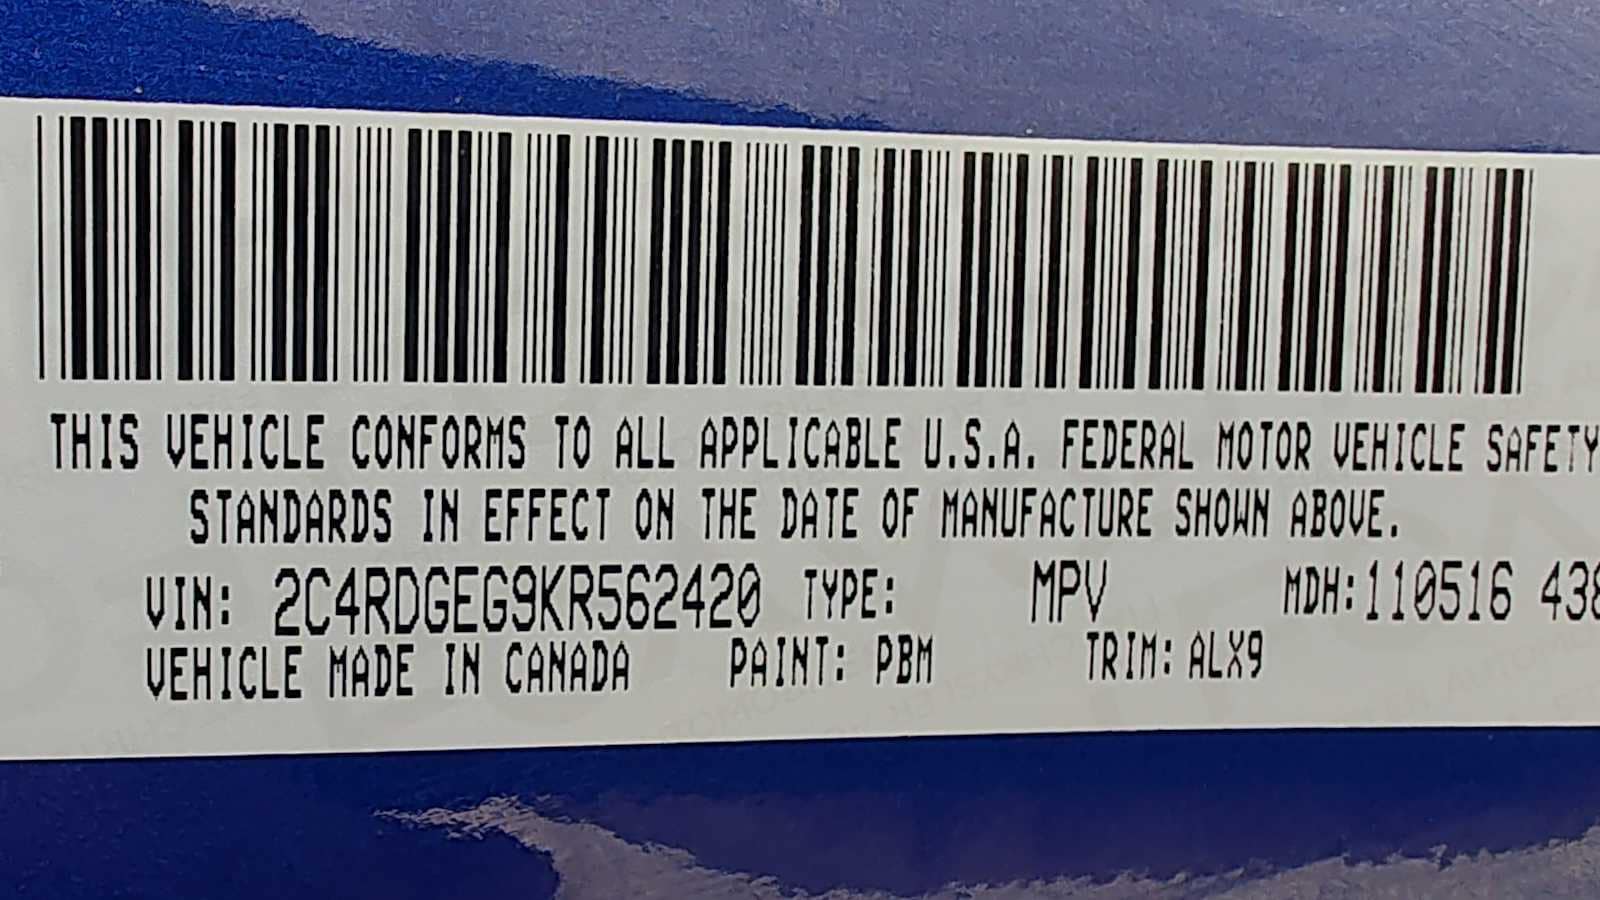 THIS VEHICLE CONFORMS TO ALL APPLICABLE U.S.A. FEDERAL MOTOR VEHICLE SAFETY
STANDARDS IN EFFECT ON THE DATE OF MANUFACTURE SHOWN ABOVE.
VIN: 2C4RDGEG9KR562420 TYPE: MPV MDH:110516 438
VEHICLE MADE IN CANADA PAINT: PBM TRIM: ALX9